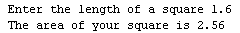 Enter the length of a square 1.6
The area of your square is 2.56